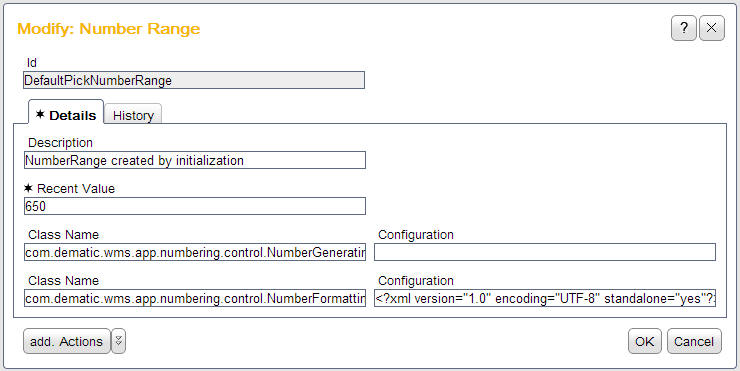 Modify: Number Range
?
Id
DefaultPickNumberRange
✶ Details
History
Description
NumberRange created by initialization
✶ Recent Value
650
Class Name
Configuration
com.dematic.wms.app.numbering.control.NumberGeneratin
Class Name
Configuration
com.dematic.wms.app.numbering.control.NumberFormattin
<?xml version="1.0" encoding="UTF-8" standalone="yes"?>
add. Actions
OK
Cancel